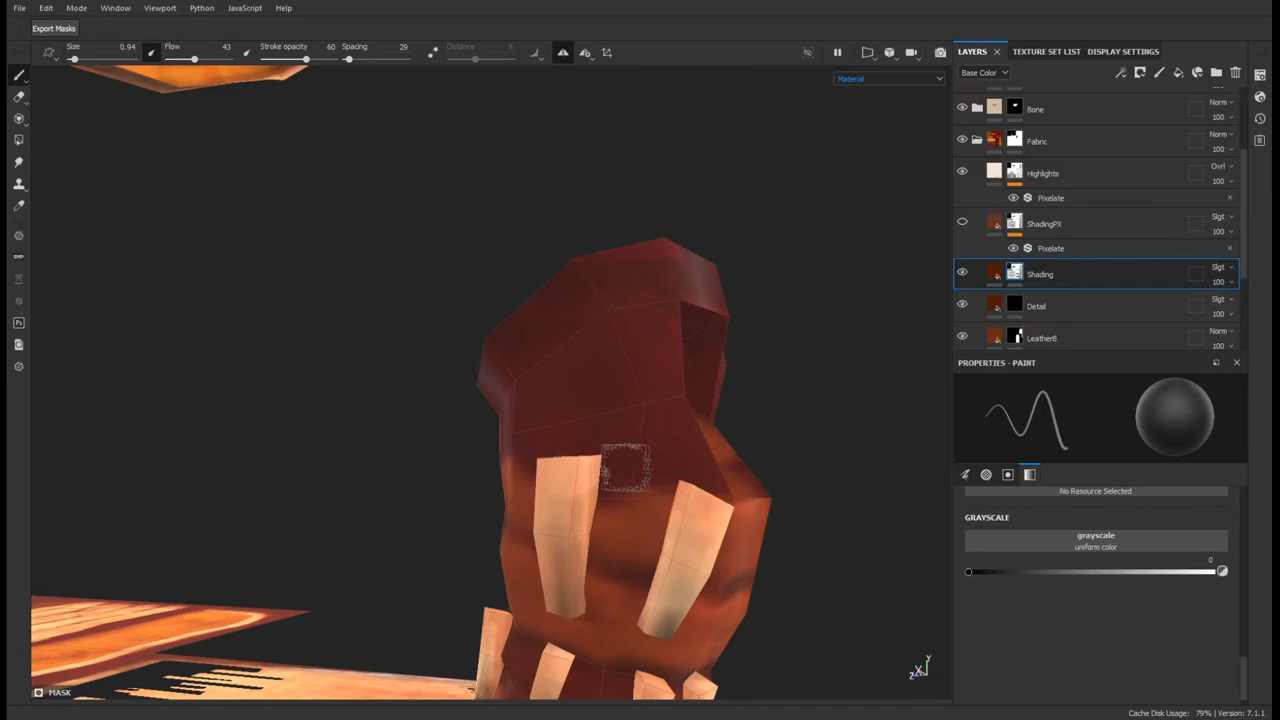 File Edit Mode Window Viewport Python JavaScript Help
Export Masks
Size 0.94 Flow 43 Stroke opacity 60 Spacing 29 Distance 8
Material
LAYERS × TEXTURE SET LIST DISPLAY SETTINGS
Base Color
Bone Norm 100
Fabric Norm 100
Highlights Ovrl 100
Pixelate ×
ShadingPX Slgt 100
Pixelate ×
Shading Slgt 100
Detail Slgt 100
LeatherB Norm
PROPERTIES - PAINT
No Resource Selected
GRAYSCALE
grayscale
uniform color
0
Y
X
Z
MASK
Cache Disk Usage: 79% | Version: 7.1.1